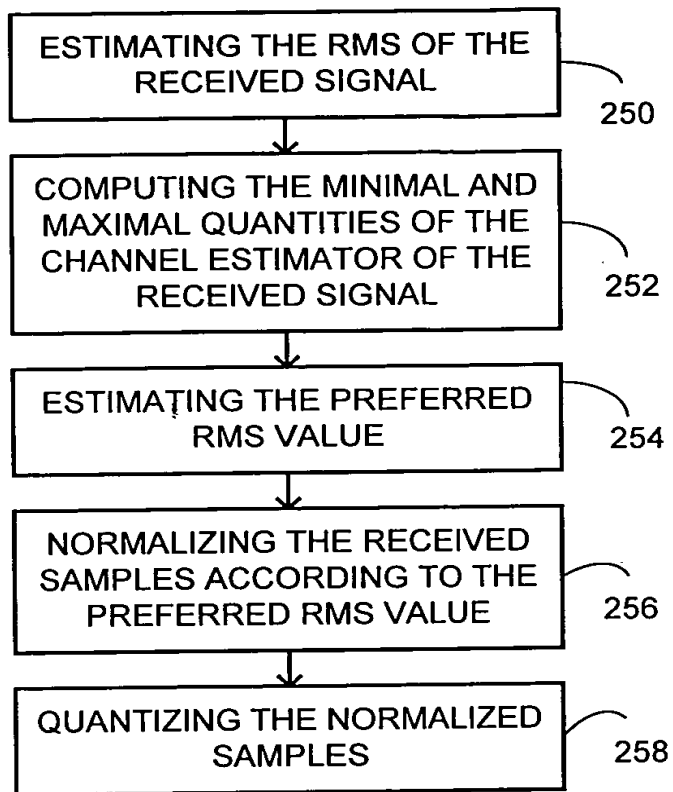 ESTIMATING THE RMS OF THE
RECEIVED SIGNAL
250
COMPUTING THE MINIMAL AND
MAXIMAL QUANTITIES OF THE
CHANNEL ESTIMATOR OF THE
RECEIVED SIGNAL
252
ESTIMATING THE PREFERRED
RMS VALUE
254
NORMALIZING THE RECEIVED
SAMPLES ACCORDING TO THE
PREFERRED RMS VALUE
256
QUANTIZING THE NORMALIZED
SAMPLES
258